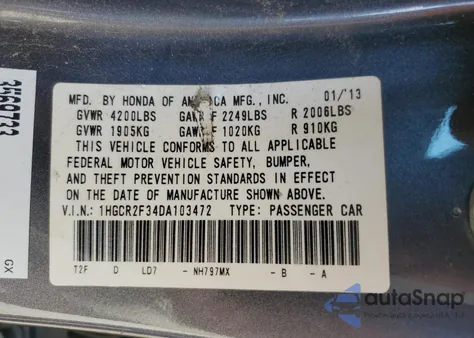 MFD. BY HONDA OF AMERICA MFG., INC. 01/'13
GVWR 4200LBS GAWR F 2249LBS R 2006LBS
GVWR 1905KG GAWR F 1020KG R 910KG
THIS VEHICLE CONFORMS TO ALL APPLICABLE
FEDERAL MOTOR VEHICLE SAFETY, BUMPER,
AND THEFT PREVENTION STANDARDS IN EFFECT
ON THE DATE OF MANUFACTURE SHOWN ABOVE.
V.I.N.: 1HGCR2F34DA103472 TYPE: PASSENGER CAR
T2F D LD7 - NH797MX - B - A
3569733
GX
autoSnap